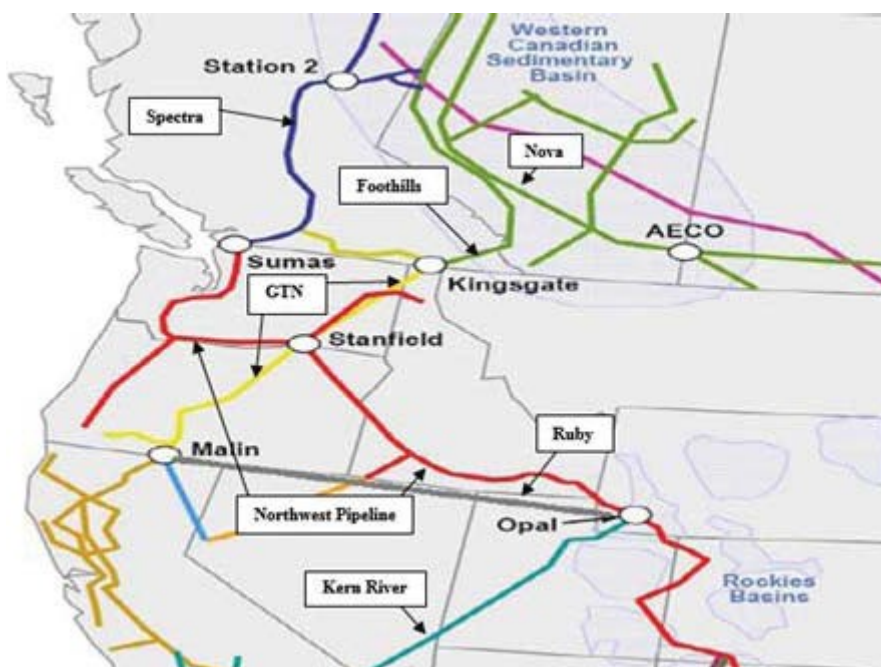 Western
Canadian
Sedimentary
Basin
Station 2
Spectra
Nova
Foothills
AECO
Sumas
Kingsgate
GTN
Stanfield
Malin
Ruby
Northwest Pipeline
Opal
Kern River
Rockies
Basins